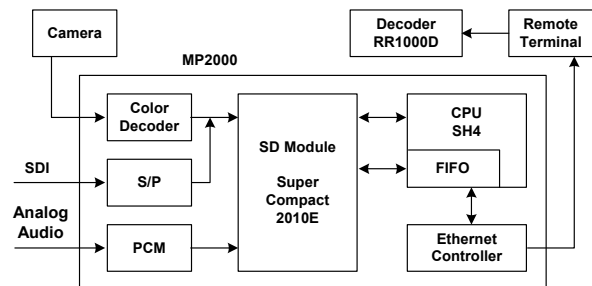 Camera
Decoder
RR1000D
Remote
Terminal
MP2000
Color
Decoder
SD Module
Super
Compact
2010E
CPU
SH4
FIFO
SDI
S/P
Analog
Audio
PCM
Ethernet
Controller